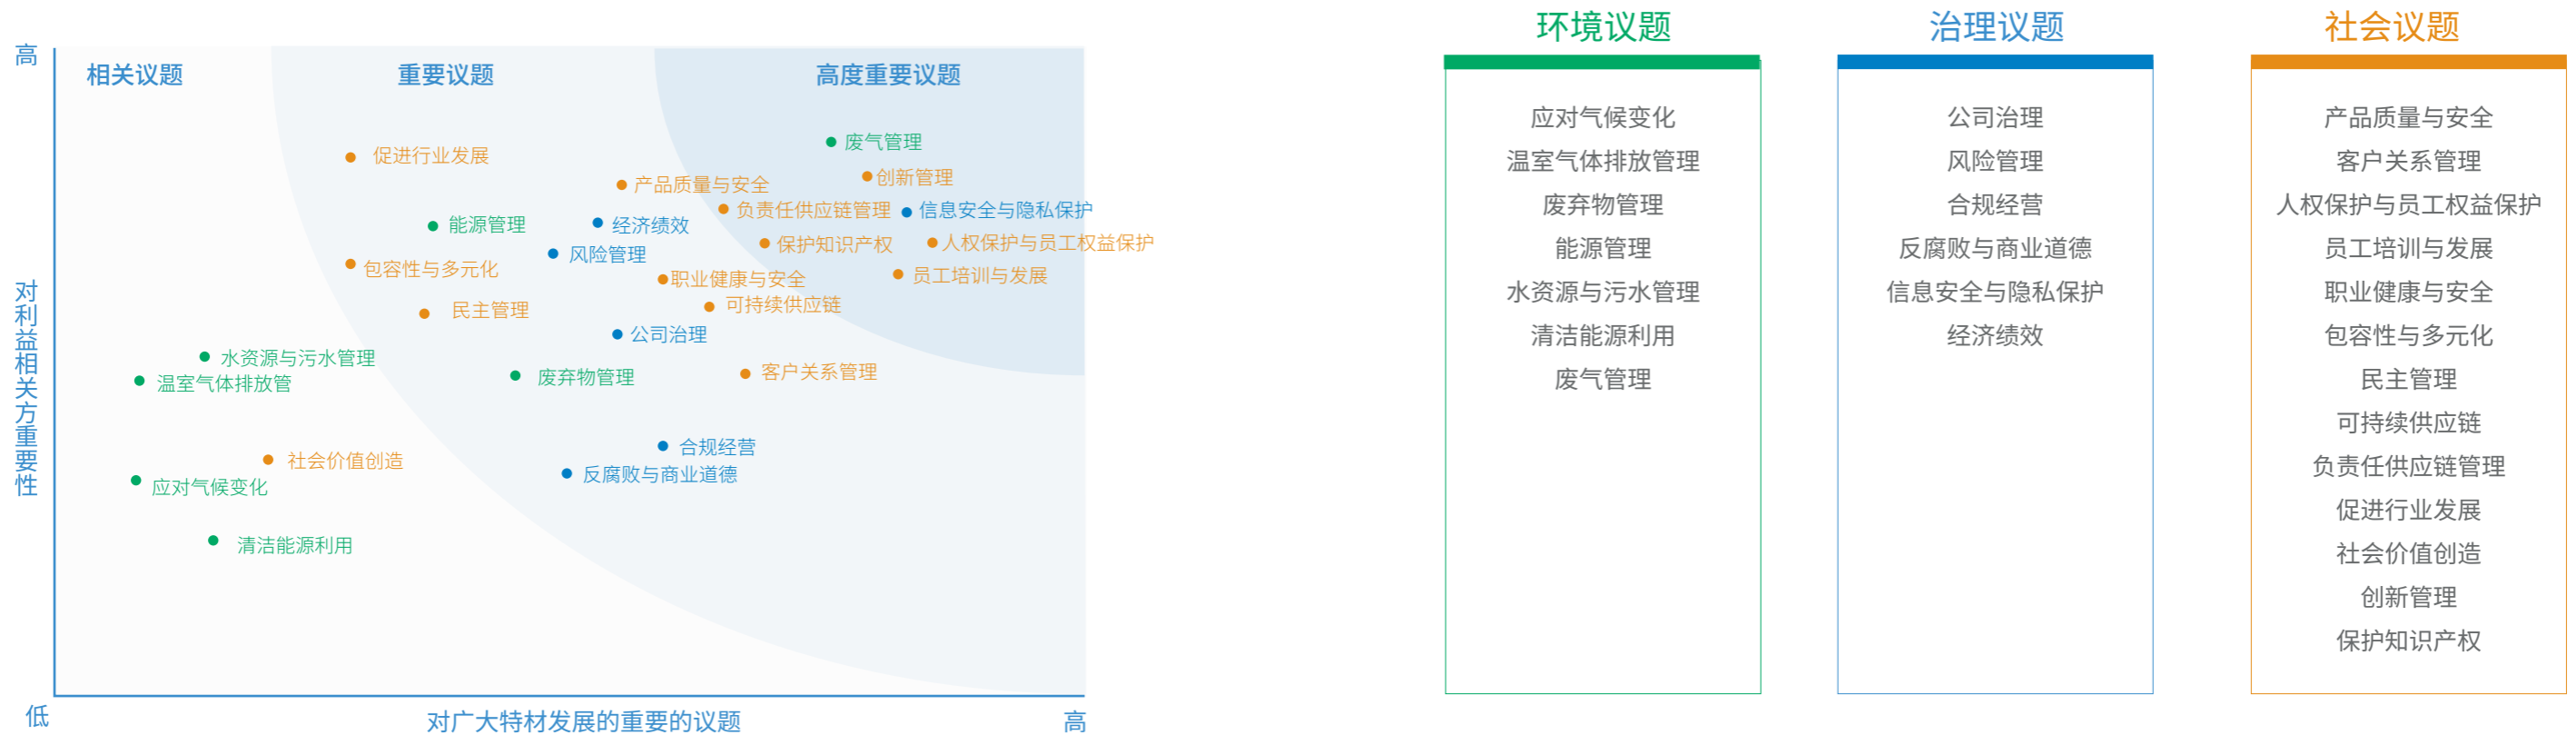 高
相关议题
重要议题
高度重要议题
废气管理
促进行业发展
创新管理
产品质量与安全
负责任供应链管理
信息安全与隐私保护
能源管理
经济绩效
保护知识产权
人权保护与员工权益保护
风险管理
包容性与多元化
职业健康与安全
员工培训与发展
可持续供应链
民主管理
公司治理
水资源与污水管理
温室气体排放管
废弃物管理
客户关系管理
合规经营
社会价值创造
反腐败与商业道德
应对气候变化
清洁能源利用
对利益相关方重要性
低
对广大特材发展的重要的议题
高
环境议题
应对气候变化
温室气体排放管理
废弃物管理
能源管理
水资源与污水管理
清洁能源利用
废气管理
治理议题
公司治理
风险管理
合规经营
反腐败与商业道德
信息安全与隐私保护
经济绩效
社会议题
产品质量与安全
客户关系管理
人权保护与员工权益保护
员工培训与发展
职业健康与安全
包容性与多元化
民主管理
可持续供应链
负责任供应链管理
促进行业发展
社会价值创造
创新管理
保护知识产权